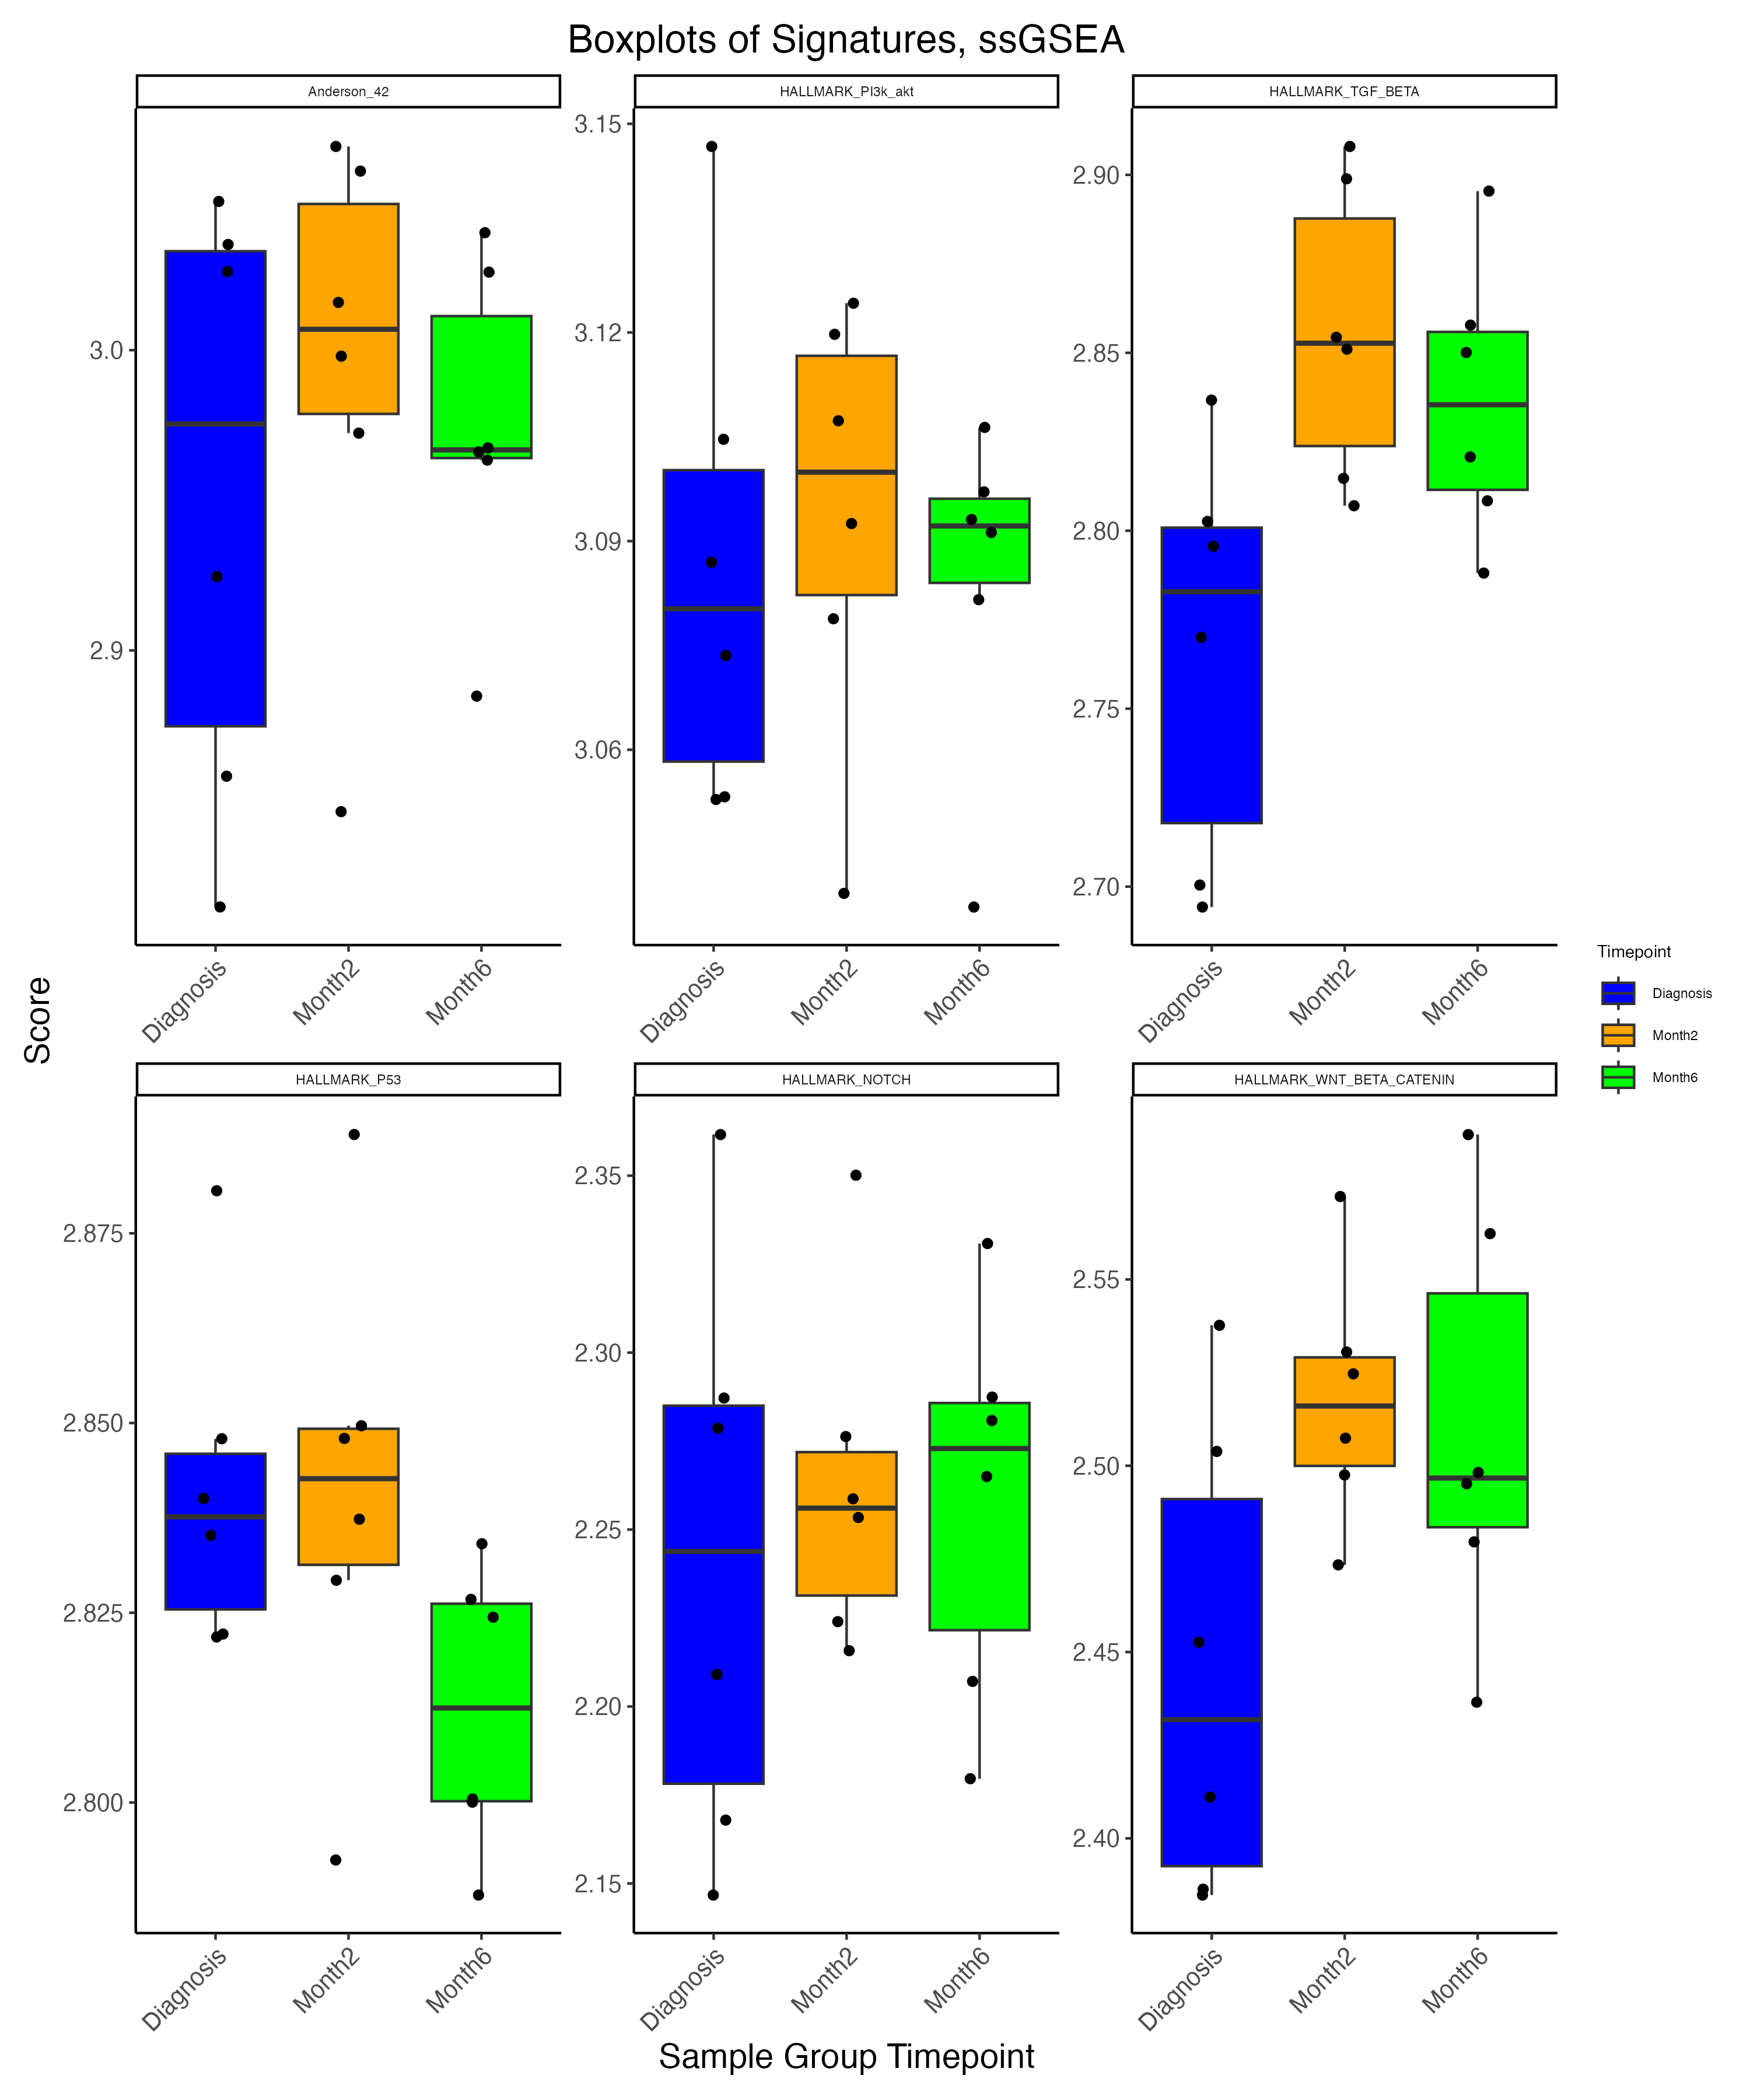 Boxplots of Signatures, ssGSEA
Anderson_42
HALLMARK_PI3k_akt
HALLMARK_TGF_BETA
3.0
2.9
3.15
3.12
3.09
3.06
2.90
2.85
2.80
2.75
2.70
Diagnosis
Month2
Month6
Diagnosis
Month2
Month6
Diagnosis
Month2
Month6
Score
Timepoint
Diagnosis
Month2
Month6
HALLMARK_P53
HALLMARK_NOTCH
HALLMARK_WNT_BETA_CATENIN
2.875
2.850
2.825
2.800
2.35
2.30
2.25
2.20
2.15
2.55
2.50
2.45
2.40
Diagnosis
Month2
Month6
Diagnosis
Month2
Month6
Diagnosis
Month2
Month6
Sample Group Timepoint